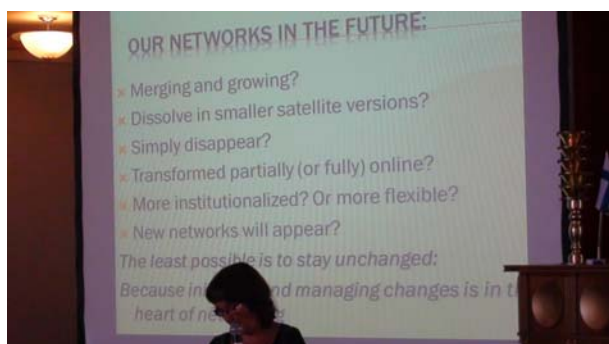 OUR NETWORKS IN THE FUTURE:
Merging and growing?
Dissolve in smaller satellite versions?
Simply disappear?
Transformed partially (or fully) online?
More institutionalized? Or more flexible?
New networks will appear?
The least possible is to stay unchanged:
Because and managing changes is in
heart of